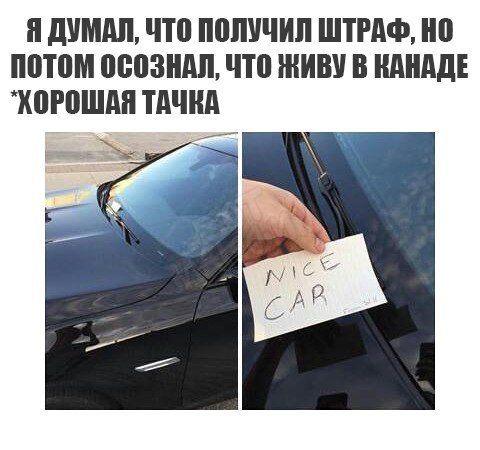 Я ДУМАЛ, ЧТО ПОЛУЧИЛ ШТРАФ, НО
ПОТОМ ОСОЗНАЛ, ЧТО ЖИВУ В КАНАДЕ
*ХОРОШАЯ ТАЧКА
NICE
CAR